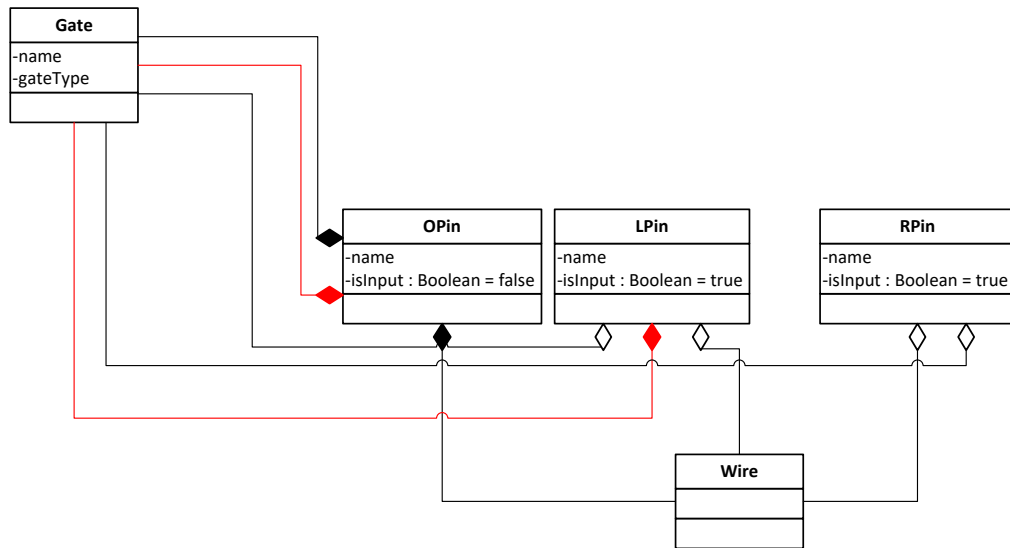 Gate
-name
-gateType
OPin
-name
-isInput : Boolean = false
LPin
-name
-isInput : Boolean = true
RPin
-name
-isInput : Boolean = true
Wire